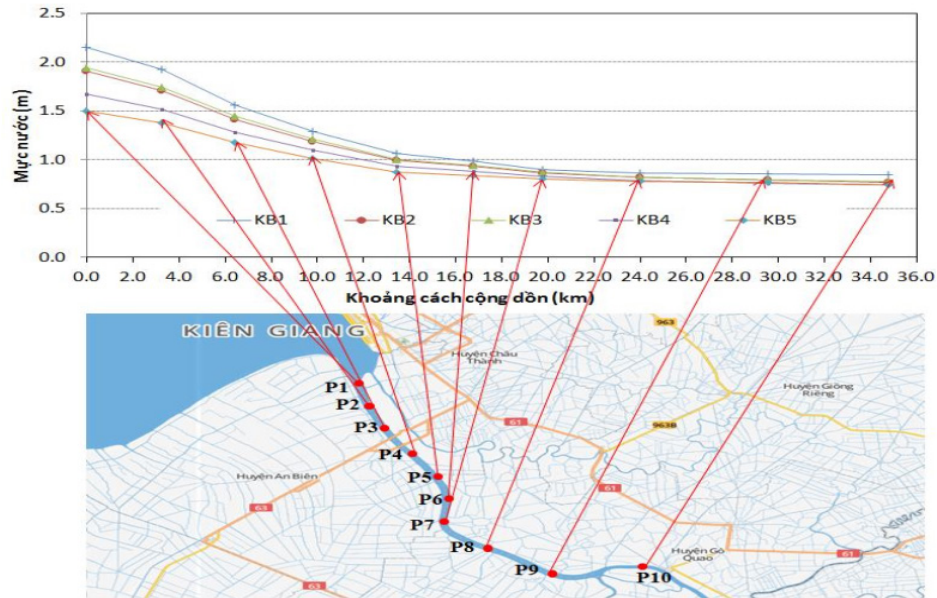 2.5
2.0
1.5
1.0
0.5
0.0
Mực nước (m)
KB1 KB2 KB3 KB4 KB5
0.0 2.0 4.0 6.0 8.0 10.0 12.0 14.0 16.0 18.0 20.0 22.0 24.0 26.0 28.0 30.0 32.0 34.0 36.0
Khoảng cách cộng dồn (km)
KIÊN GIANG
963
Huyện Châu
Thành
Huyện Giồng
Riềng
P1
P2
61
963B
P3
P4
Huyện An Biên
P5
61
63
P6
P7
P8
Huyện Gò
Quao
61
P9
P10
63